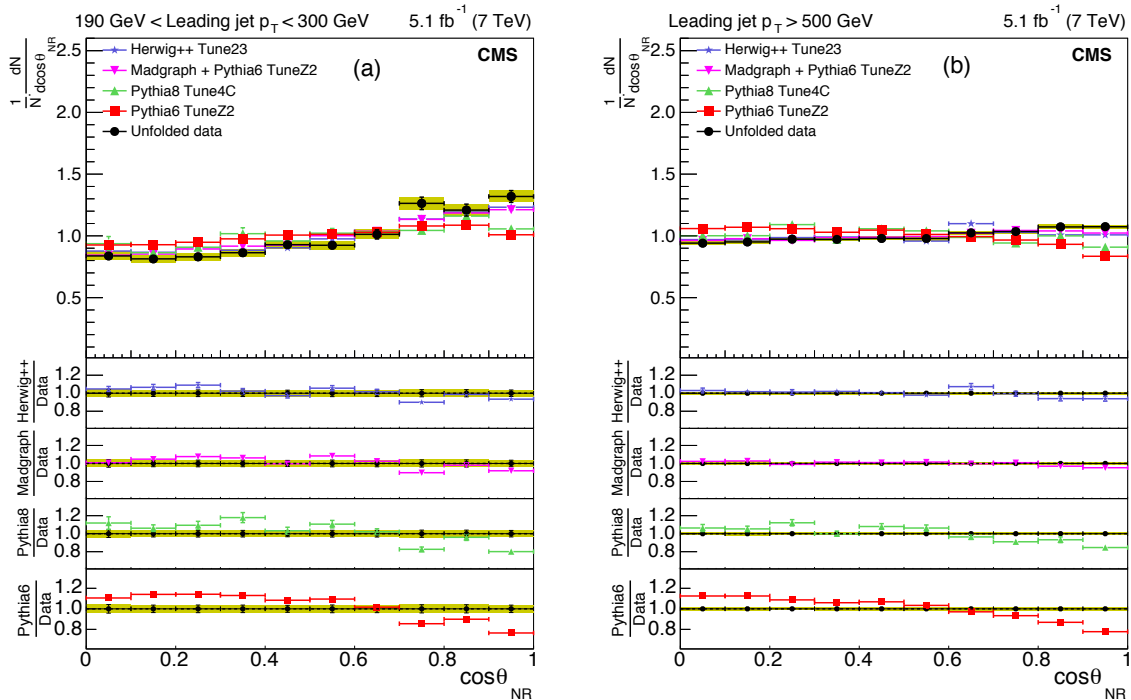 190 GeV < Leading jet p_T < 300 GeV 5.1 fb⁻¹ (7 TeV)
1/N · dN/dcosθ_NR
2.5
2.0
1.5
1.0
0.5
Herwig++ Tune23
Madgraph + Pythia6 TuneZ2
Pythia8 Tune4C
Pythia6 TuneZ2
Unfolded data
(a)
CMS
Herwig++/Data
1.2
1.0
0.8
Madgraph/Data
1.2
1.0
0.8
Pythia8/Data
1.2
1.0
0.8
Pythia6/Data
1.2
1.0
0.8
0 0.2 0.4 0.6 0.8 1
cosθ_NR
Leading jet p_T > 500 GeV 5.1 fb⁻¹ (7 TeV)
1/N · dN/dcosθ_NR
2.5
2.0
1.5
1.0
0.5
Herwig++ Tune23
Madgraph + Pythia6 TuneZ2
Pythia8 Tune4C
Pythia6 TuneZ2
Unfolded data
(b)
CMS
Herwig++/Data
1.2
1.0
0.8
Madgraph/Data
1.2
1.0
0.8
Pythia8/Data
1.2
1.0
0.8
Pythia6/Data
1.2
1.0
0.8
0 0.2 0.4 0.6 0.8 1
cosθ_NR